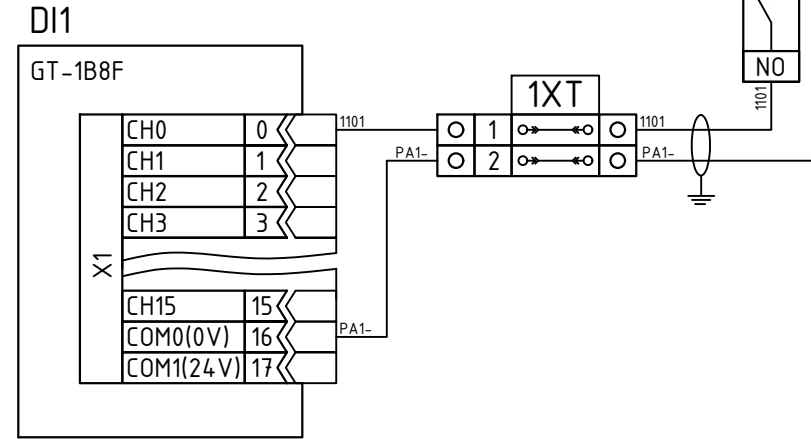 DI1
GT-1B8F
NO
1101
1XT
CH0 0 1101 1 1101
CH1 1 PA1- 2 PA1-
CH2 2
CH3 3
X1
CH15 15
COM0(0V) 16 PA1-
COM1(24V) 17